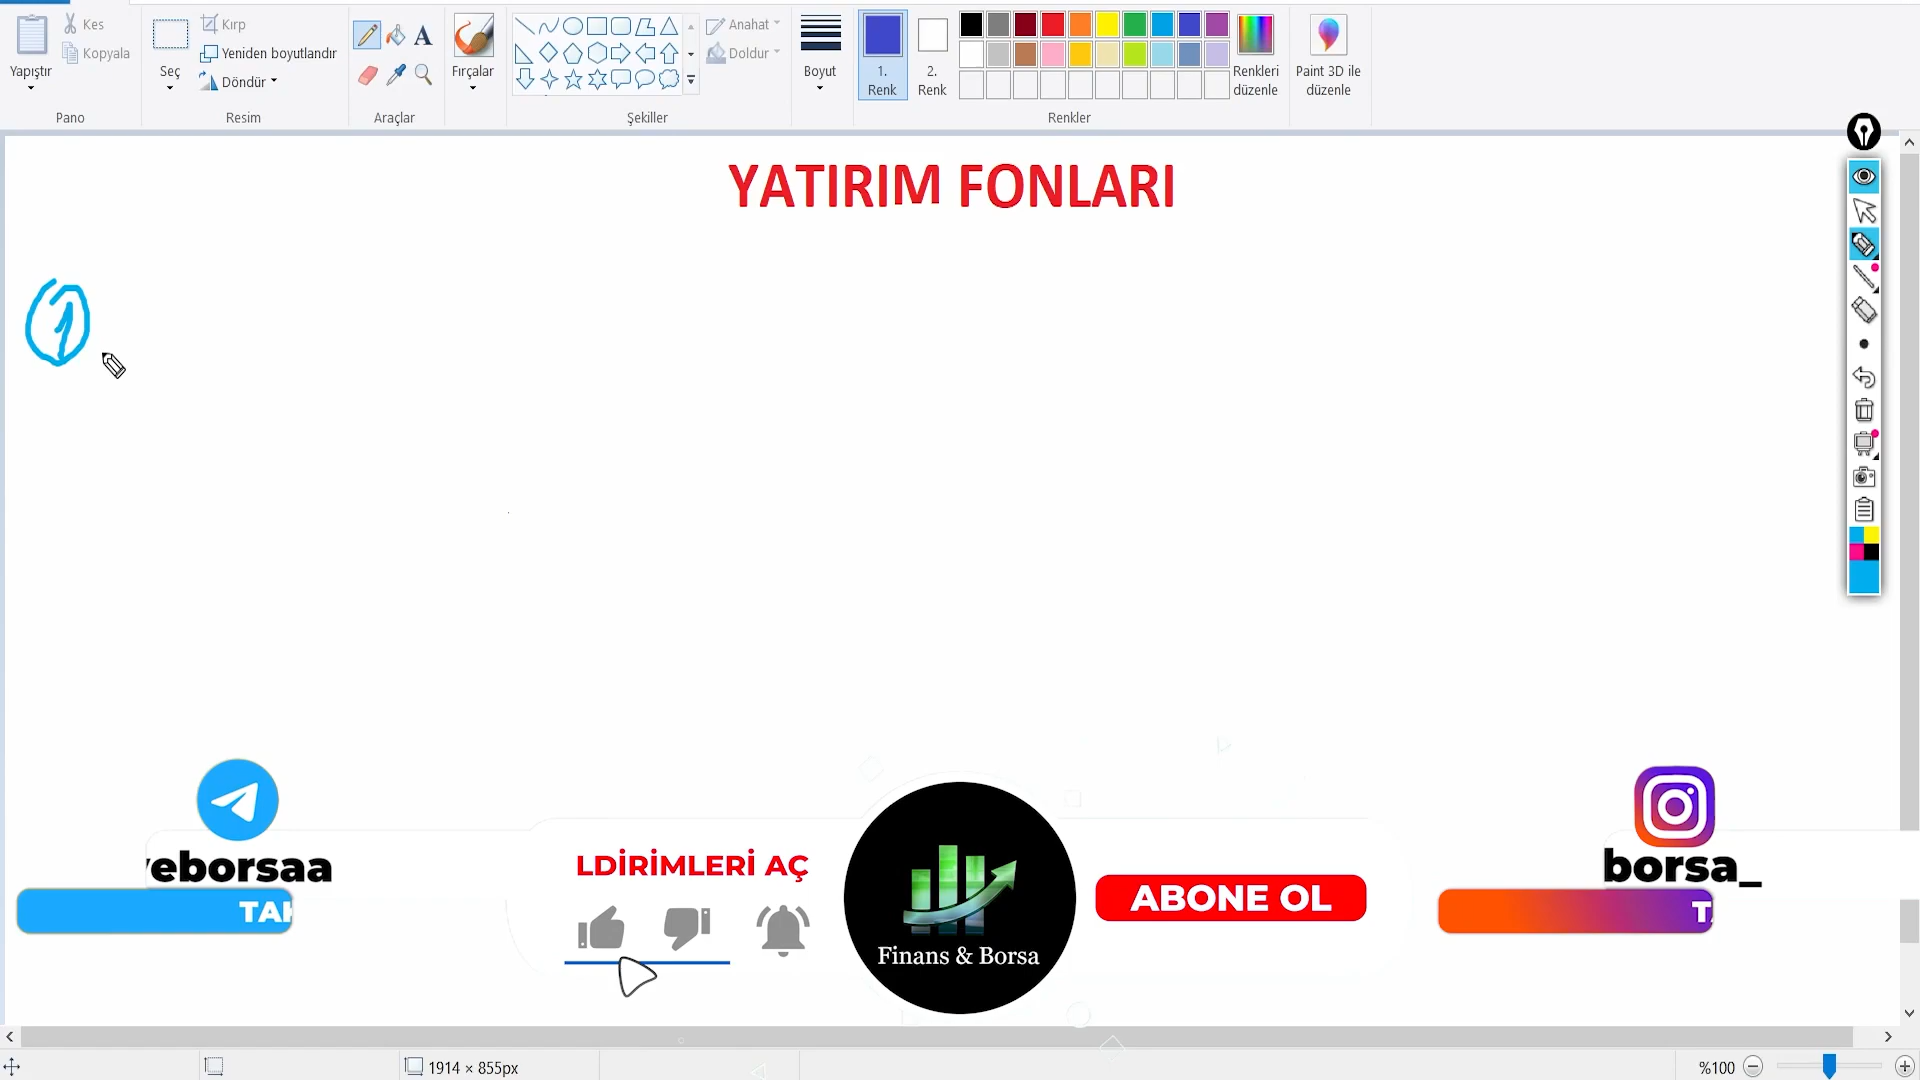 Yapıştır
Kes
Kopyala
Pano
Seç
Kırp
Yeniden boyutlandır
Döndür
Resim
A
Araçlar
Fırçalar
Şekiller
Anahat
Doldur
Boyut
1.
Renk
2.
Renk
Renkler
Renkleri
düzenle
Paint 3D ile
düzenle
YATIRIM FONLARI
1
eborsaa
TAK
LDİRİMLERİ AÇ
Finans & Borsa
ABONE OL
borsa_
T
1914 × 855px
%100